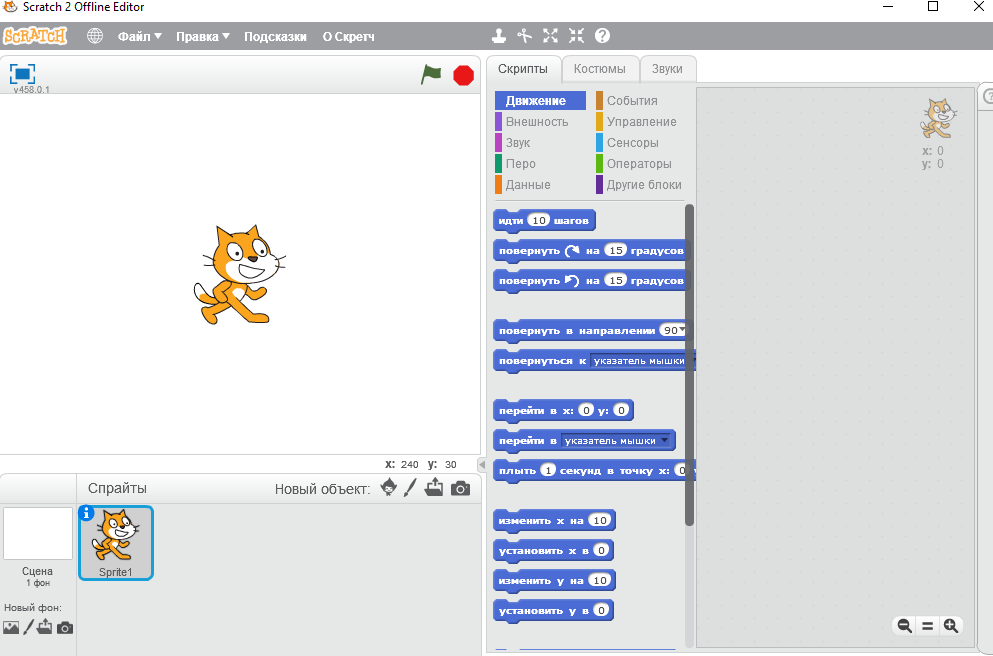 Scratch 2 Offline Editor
SCRATCH
Файл Правка Подсказки О Скретч
v458.0.1
x: 240 y: 30
Спрайты
Новый объект:
Sprite1
Сцена
1 фон
Новый фон:
Скрипты Костюмы Звуки
Движение События
Внешность Управление
Звук Сенсоры
Перо Операторы
Данные Другие блоки
идти 10 шагов
повернуть на 15 градусов
повернуть на 15 градусов
повернуть в направлении 90
повернуться к указатель мышки
перейти в x: 0 y: 0
перейти в указатель мышки
плыть 1 секунд в точку x: 0
изменить х на 10
установить х в 0
изменить у на 10
установить у в 0
x: 0
y: 0